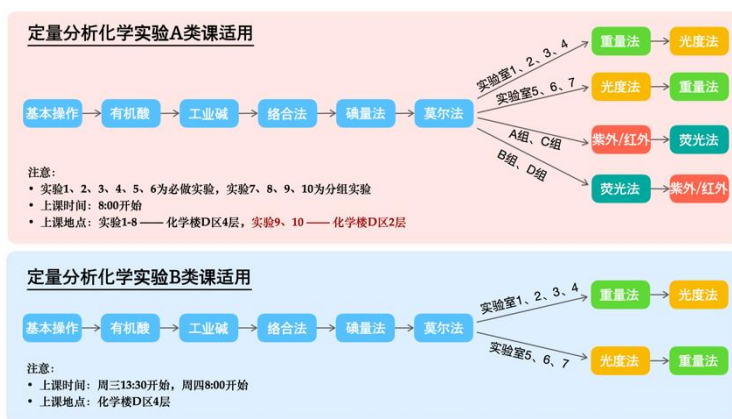 定量分析化学实验A类课适用
实验室1、2、3、4
重量法
光度法
实验室5、6、7
光度法
重量法
基本操作
有机酸
工业碱
络合法
碘量法
莫尔法
A组、C组
紫外/红外
荧光法
B组、D组
荧光法
紫外/红外
注意:
• 实验1、2、3、4、5、6为必做实验，实验7、8、9、10为分组实验
• 上课时间：8:00开始
• 上课地点：实验1-8 —— 化学楼D区4层，实验9、10 —— 化学楼D区2层
定量分析化学实验B类课适用
实验室1、2、3、4
重量法
光度法
基本操作
有机酸
工业碱
络合法
碘量法
莫尔法
实验室5、6、7
光度法
重量法
注意:
• 上课时间：周三13:30开始，周四8:00开始
• 上课地点：化学楼D区4层